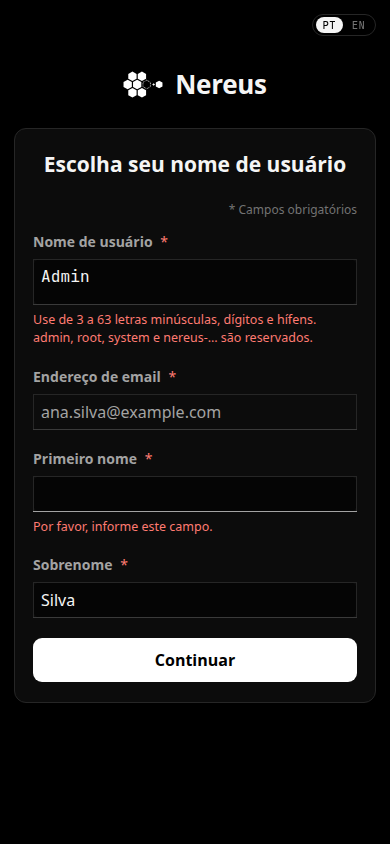 PT EN
Nereus
Escolha seu nome de usuário
* Campos obrigatórios
Nome de usuário *
Admin
Use de 3 a 63 letras minúsculas, dígitos e hífens.
admin, root, system e nereus-... são reservados.
Endereço de email *
ana.silva@example.com
Primeiro nome *
Por favor, informe este campo.
Sobrenome *
Silva
Continuar